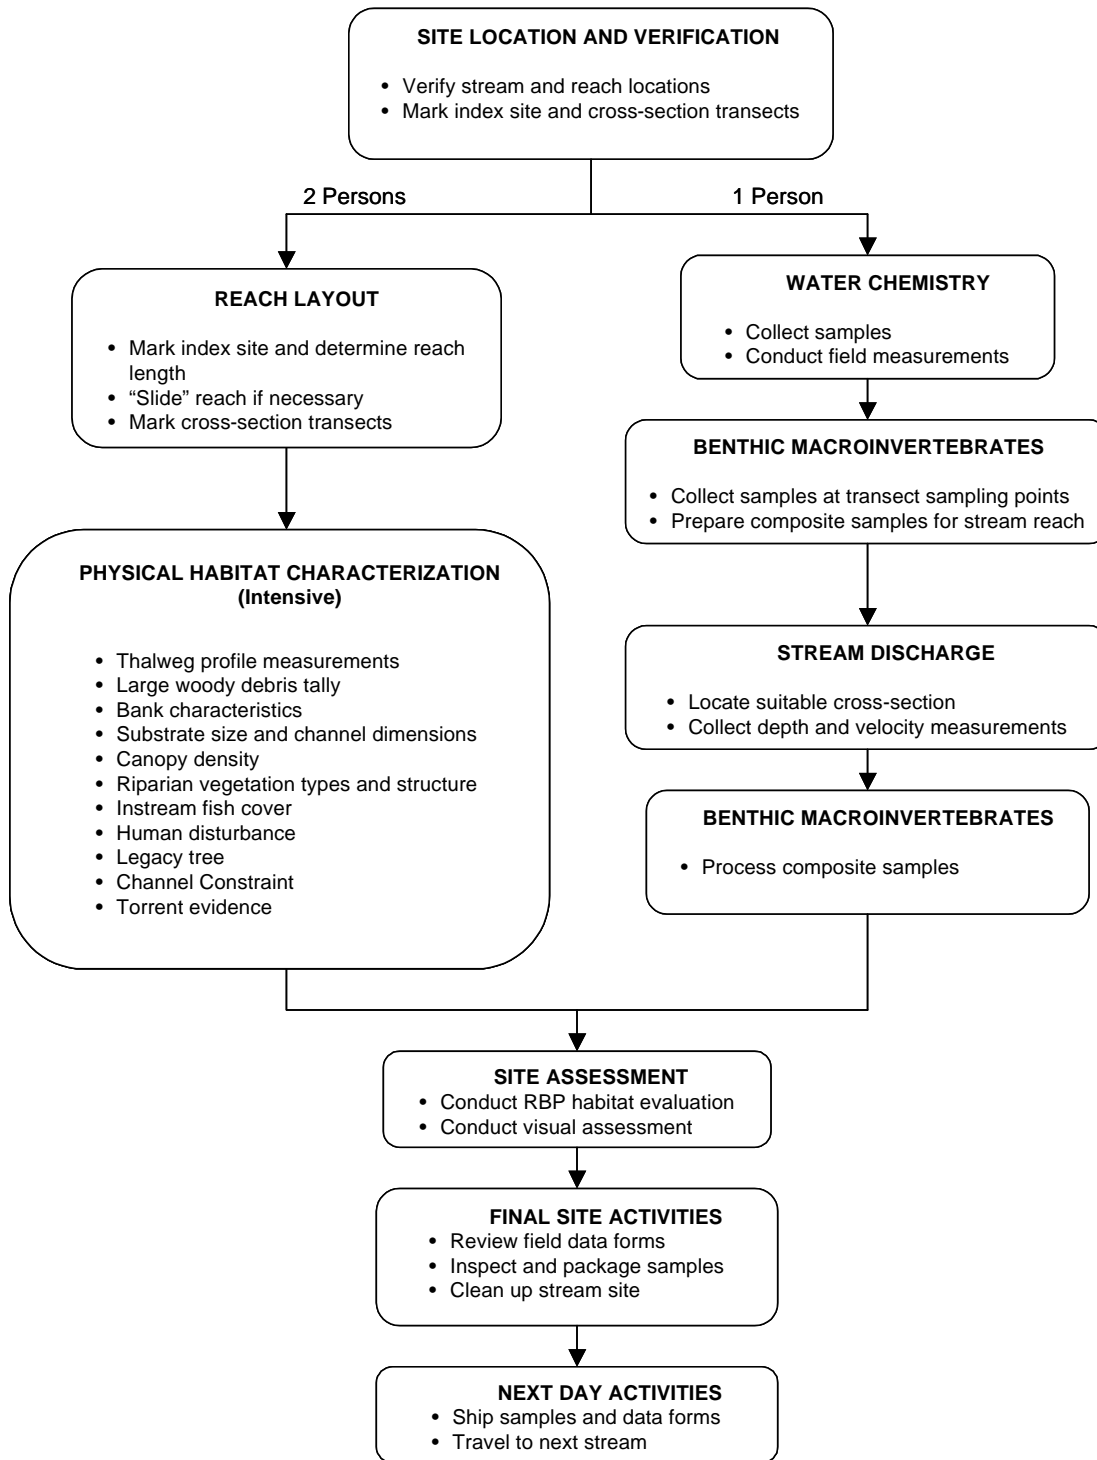 SITE LOCATION AND VERIFICATION
• Verify stream and reach locations
• Mark index site and cross-section transects
2 Persons
1 Person
REACH LAYOUT
• Mark index site and determine reach
length
• “Slide” reach if necessary
• Mark cross-section transects
PHYSICAL HABITAT CHARACTERIZATION
(Intensive)
• Thalweg profile measurements
• Large woody debris tally
• Bank characteristics
• Substrate size and channel dimensions
• Canopy density
• Riparian vegetation types and structure
• Instream fish cover
• Human disturbance
• Legacy tree
• Channel Constraint
• Torrent evidence
WATER CHEMISTRY
• Collect samples
• Conduct field measurements
BENTHIC MACROINVERTEBRATES
• Collect samples at transect sampling points
• Prepare composite samples for stream reach
STREAM DISCHARGE
• Locate suitable cross-section
• Collect depth and velocity measurements
BENTHIC MACROINVERTEBRATES
• Process composite samples
SITE ASSESSMENT
• Conduct RBP habitat evaluation
• Conduct visual assessment
FINAL SITE ACTIVITIES
• Review field data forms
• Inspect and package samples
• Clean up stream site
NEXT DAY ACTIVITIES
• Ship samples and data forms
• Travel to next stream